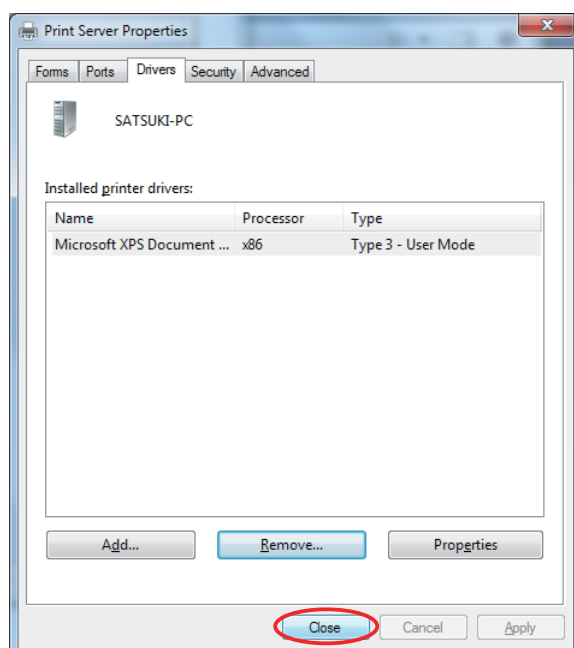 Print Server Properties
Forms Ports Drivers Security Advanced
SATSUKI-PC
Installed printer drivers:
Name Processor Type
Microsoft XPS Document ... x86 Type 3 - User Mode
Add... Remove... Properties
Close Cancel Apply